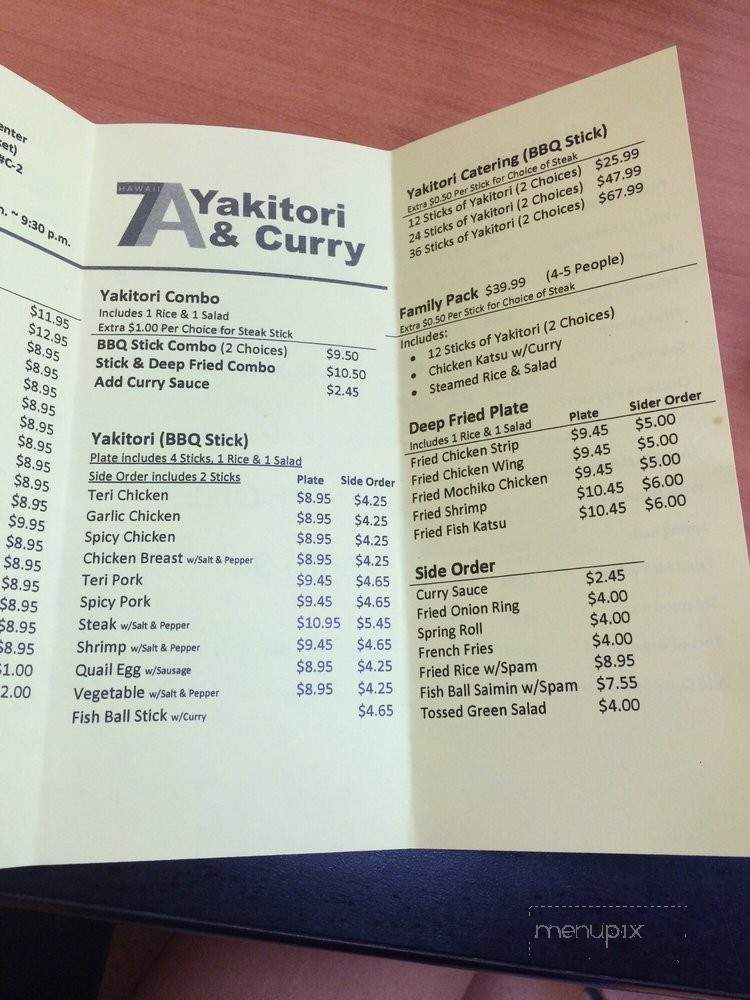 enter
ket)
#C-2
m. ~ 9:30 p.m.
$11.95
$12.95
$8.95
$8.95
$8.95
$8.95
$8.95
$8.95
$8.95
$8.95
$8.95
$9.95
$8.95
$8.95
$8.95
$8.95
$8.95
$8.95
$1.00
2.00
HAWAII
7A Yakitori
& Curry
Yakitori Combo
Includes 1 Rice & 1 Salad
Extra $1.00 Per Choice for Steak Stick
BBQ Stick Combo (2 Choices) $9.50
Stick & Deep Fried Combo $10.50
Add Curry Sauce $2.45
Yakitori (BBQ Stick)
Plate includes 4 Sticks, 1 Rice & 1 Salad
Side Order includes 2 Sticks Plate Side Order
Teri Chicken $8.95 $4.25
Garlic Chicken $8.95 $4.25
Spicy Chicken $8.95 $4.25
Chicken Breast w/Salt & Pepper $8.95 $4.25
Teri Pork $9.45 $4.65
Spicy Pork $9.45 $4.65
Steak w/Salt & Pepper $10.95 $5.45
Shrimp w/Salt & Pepper $9.45 $4.65
Quail Egg w/Sausage $8.95 $4.25
Vegetable w/Salt & Pepper $8.95 $4.25
Fish Ball Stick w/Curry $4.65
Yakitori Catering (BBQ Stick)
Extra $0.50 Per Stick for Choice of Steak
12 Sticks of Yakitori (2 Choices) $25.99
24 Sticks of Yakitori (2 Choices) $47.99
36 Sticks of Yakitori (2 Choices) $67.99
Family Pack $39.99 (4-5 People)
Extra $0.50 Per Stick for Choice of Steak
Includes:
• 12 Sticks of Yakitori (2 Choices)
• Chicken Katsu w/Curry
• Steamed Rice & Salad
Deep Fried Plate
Includes 1 Rice & 1 Salad Plate Sider Order
Fried Chicken Strip $9.45 $5.00
Fried Chicken Wing $9.45 $5.00
Fried Mochiko Chicken $9.45 $5.00
Fried Shrimp $10.45 $6.00
Fried Fish Katsu $10.45 $6.00
Side Order
Curry Sauce $2.45
Fried Onion Ring $4.00
Spring Roll $4.00
French Fries $4.00
Fried Rice w/Spam $8.95
Fish Ball Saimin w/Spam $7.55
Tossed Green Salad $4.00
menupix